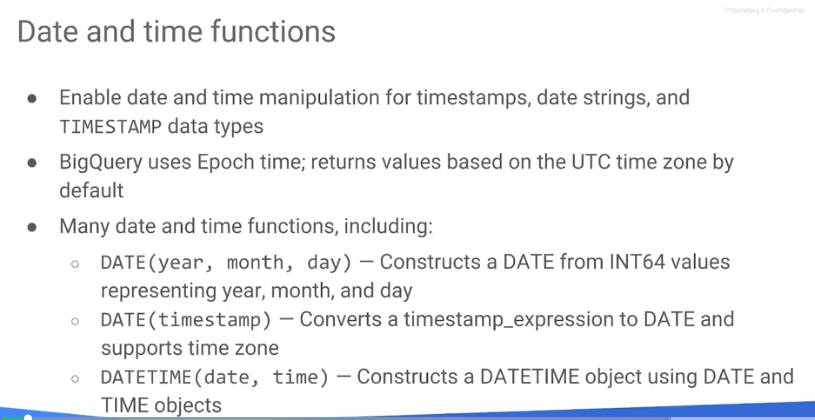 Proprietary + Confidential
Date and time functions
● Enable date and time manipulation for timestamps, date strings, and
TIMESTAMP data types
● BigQuery uses Epoch time; returns values based on the UTC time zone by
default
● Many date and time functions, including:
○ DATE(year, month, day) — Constructs a DATE from INT64 values
representing year, month, and day
○ DATE(timestamp) — Converts a timestamp_expression to DATE and
supports time zone
○ DATETIME(date, time) — Constructs a DATETIME object using DATE and
TIME objects